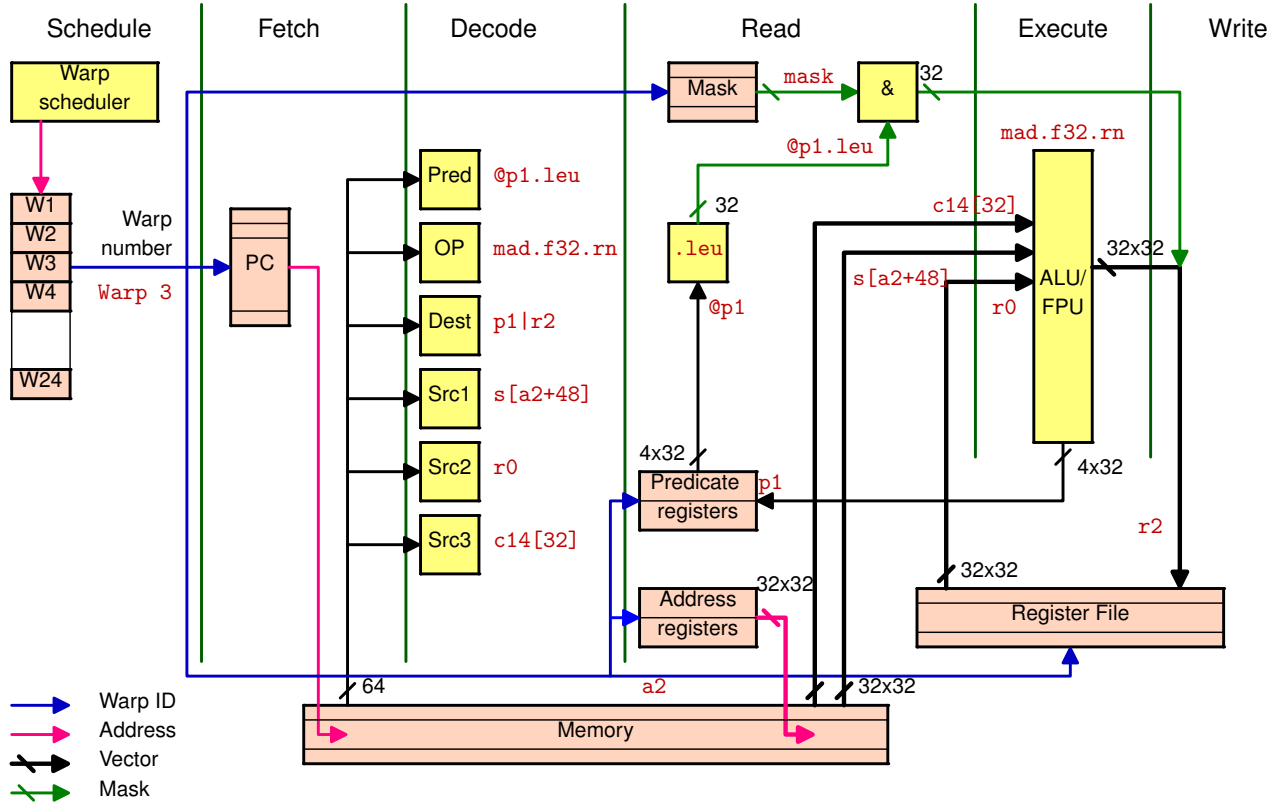 Schedule
Fetch
Decode
Read
Execute
Write
Warp
scheduler
W1
W2
W3
W4
W24
Warp
number
Warp 3
PC
Pred
@p1.leu
OP
mad.f32.rn
Dest
p1|r2
Src1
s[a2+48]
Src2
r0
Src3
c14[32]
Mask
mask
&
32
@p1.leu
32
.leu
@p1
4x32
Predicate
registers
p1
Address
registers
32x32
mad.f32.rn
c14[32]
s[a2+48]
r0
ALU/
FPU
32x32
4x32
r2
32x32
Register File
64
a2
32x32
Memory
Warp ID
Address
Vector
Mask